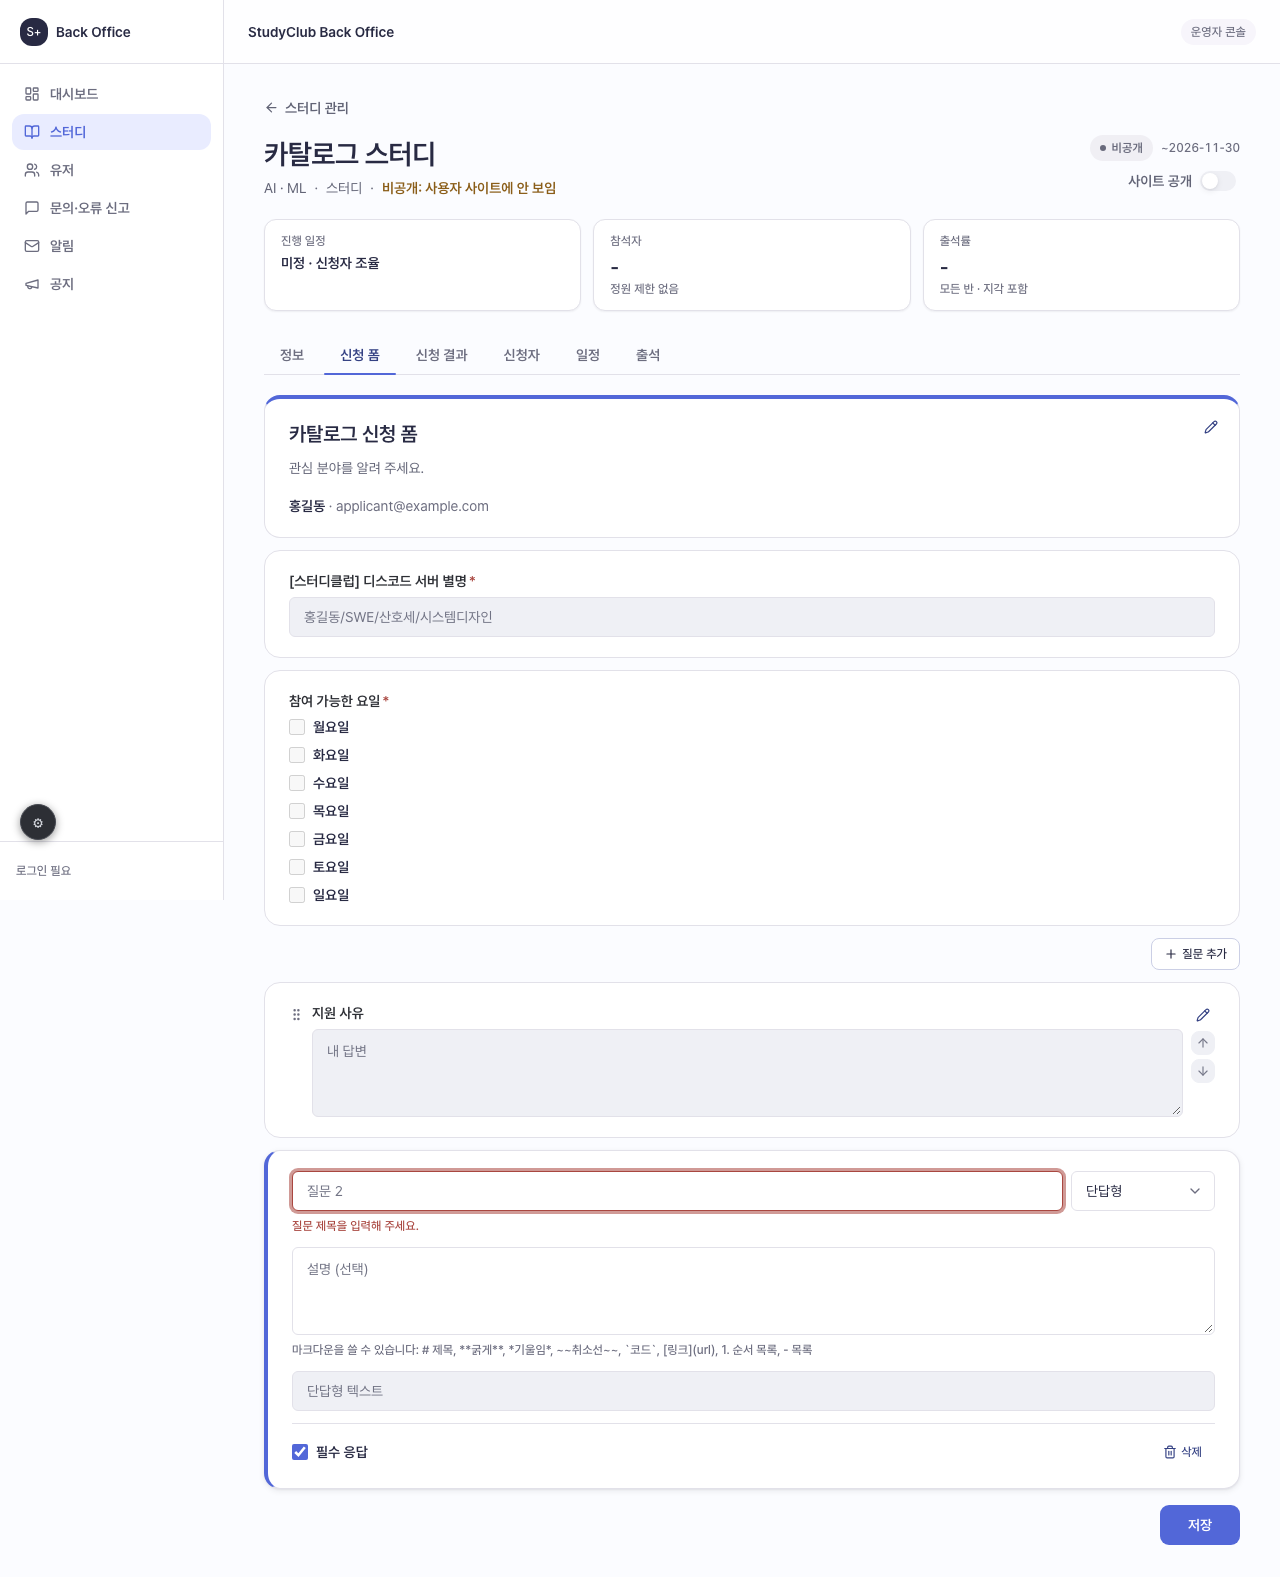 S+ Back Office
StudyClub Back Office
운영자 콘솔
대시보드
스터디
유저
문의·오류 신고
알림
공지
로그인 필요
← 스터디 관리
카탈로그 스터디
비공개 ~2026-11-30
AI · ML · 스터디 · 비공개: 사용자 사이트에 안 보임
사이트 공개
진행 일정
미정 · 신청자 조율
참석자
–
정원 제한 없음
출석률
–
모든 반 · 지각 포함
정보 신청 폼 신청 결과 신청자 일정 출석
카탈로그 신청 폼
관심 분야를 알려 주세요.
홍길동 · applicant@example.com
[스터디클럽] 디스코드 서버 별명 *
홍길동/SWE/산호세/시스템디자인
참여 가능한 요일 *
월요일
화요일
수요일
목요일
금요일
토요일
일요일
+ 질문 추가
지원 사유
내 답변
질문 2
단답형
질문 제목을 입력해 주세요.
설명 (선택)
마크다운을 쓸 수 있습니다: # 제목, **굵게**, *기울임*, ~~취소선~~, `코드`, [링크](url), 1. 순서 목록, - 목록
단답형 텍스트
필수 응답
삭제
저장